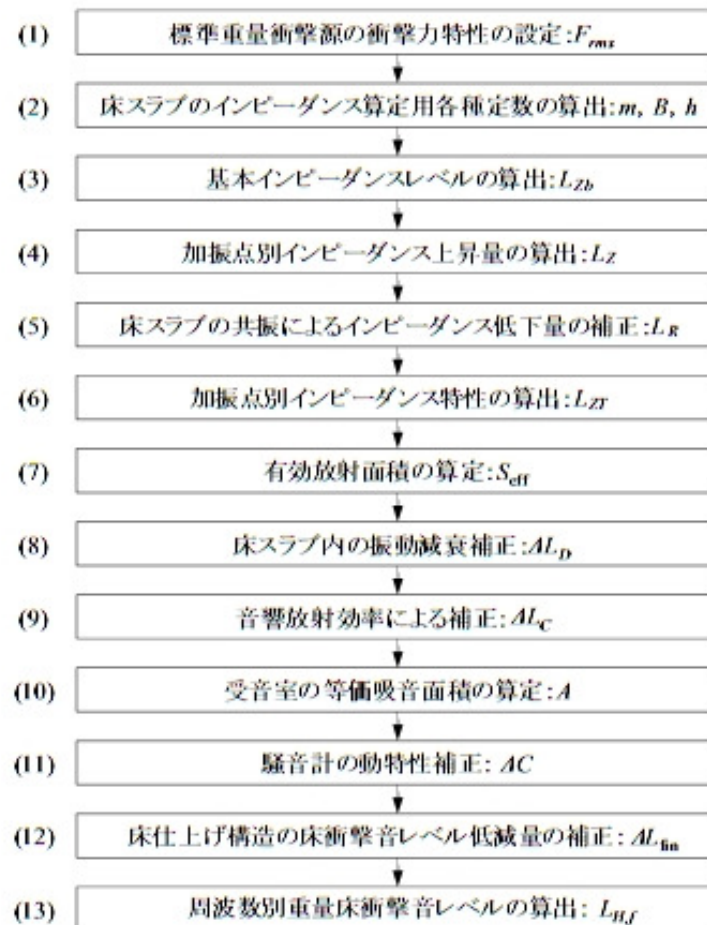 (1) 標準重量衝撃源の衝撃力特性の設定:Frms
(2) 床スラブのインピーダンス算定用各種定数の算出:m, B, h
(3) 基本インピーダンスレベルの算出:LZb
(4) 加振点別インピーダンス上昇量の算出:LZ
(5) 床スラブの共振によるインピーダンス低下量の補正:LR
(6) 加振点別インピーダンス特性の算出:LZT
(7) 有効放射面積の算定:Seff
(8) 床スラブ内の振動減衰補正:ΔLD
(9) 音響放射効率による補正:ΔLC
(10) 受音室の等価吸音面積の算定:A
(11) 騒音計の動特性補正: ΔC
(12) 床仕上げ構造の床衝撃音レベル低減量の補正:ΔLfin
(13) 周波数別重量床衝撃音レベルの算出: LH,f